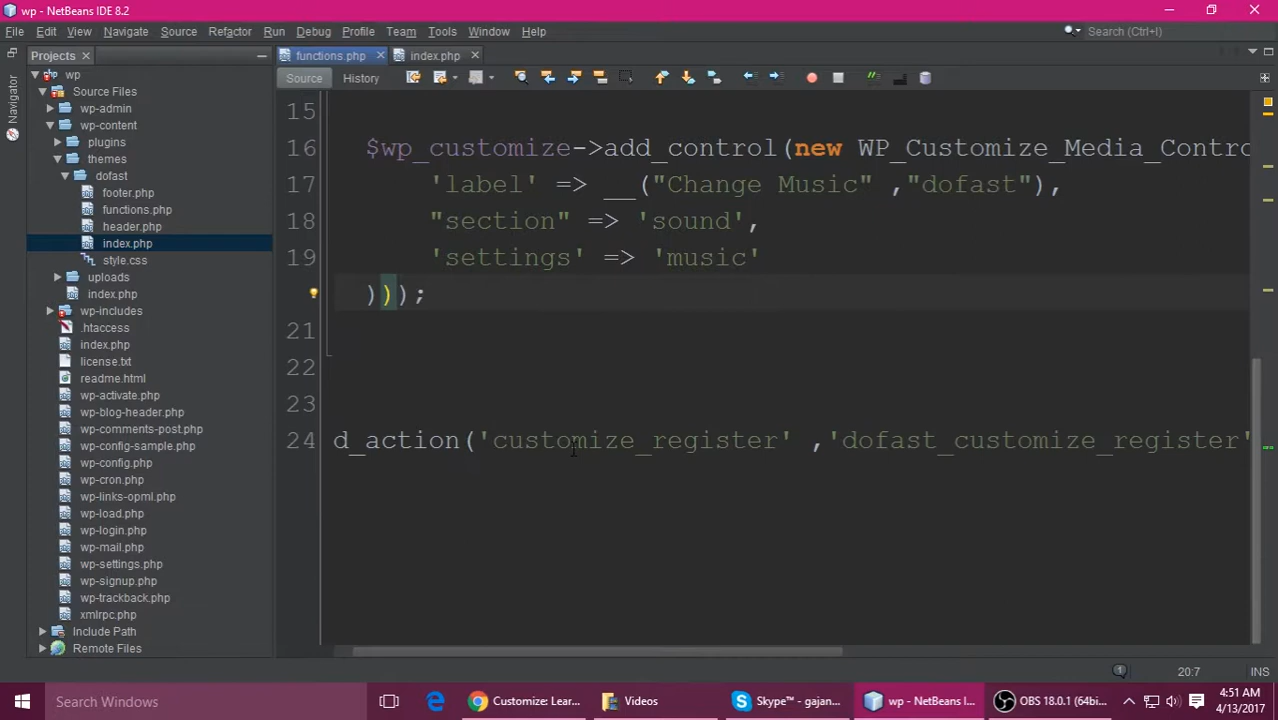 wp - NetBeans IDE 8.2
File Edit View Navigate Source Refactor Run Debug Profile Team Tools Window Help
Search (Ctrl+I)
Projects
functions.php
index.php
Navigator
Source History
wp
Source Files
wp-admin
wp-content
plugins
themes
dofast
footer.php
functions.php
header.php
index.php
style.css
uploads
index.php
wp-includes
.htaccess
index.php
license.txt
readme.html
wp-activate.php
wp-blog-header.php
wp-comments-post.php
wp-config-sample.php
wp-config.php
wp-cron.php
wp-links-opml.php
wp-load.php
wp-login.php
wp-mail.php
wp-settings.php
wp-signup.php
wp-trackback.php
xmlrpc.php
Include Path
Remote Files
15
16 $wp_customize->add_control(new WP_Customize_Media_Contro
17 'label' => __("Change Music" ,"dofast"),
18 "section" => 'sound',
19 'settings' => 'music'
)));
21
22
23
24 d_action('customize_register' ,'dofast_customize_register'
1
20:7
INS
Search Windows
Customize: Lear...
Videos
Skype™ - gajan...
wp - NetBeans I...
OBS 18.0.1 (64bi...
4:51 AM
4/13/2017